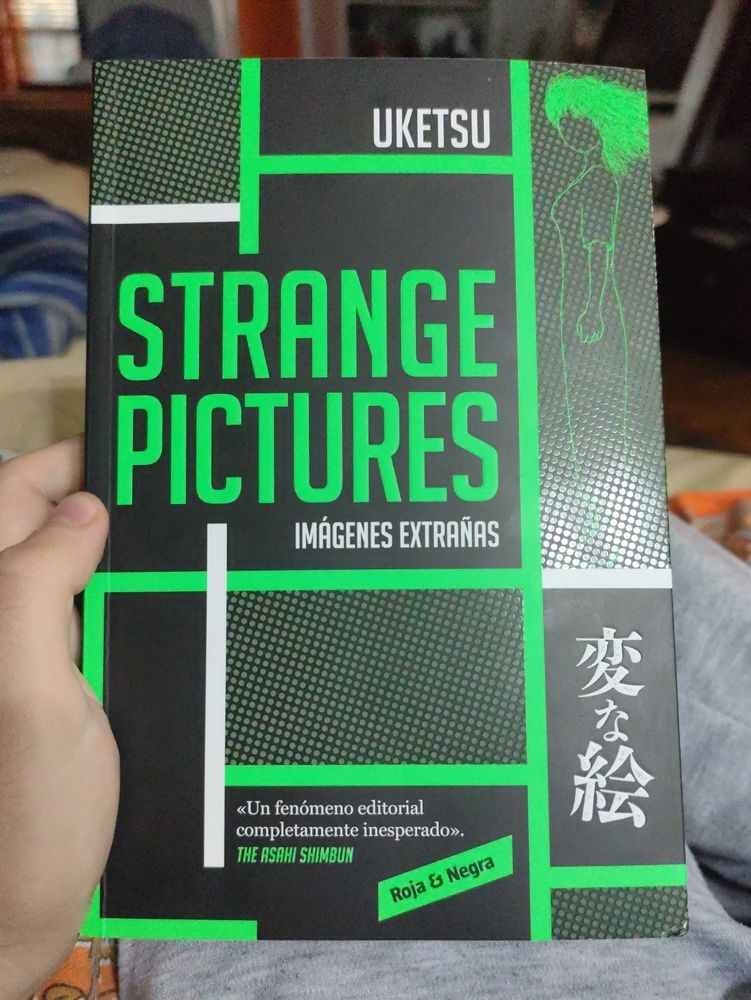 UKETSU
STRANGE
PICTURES
IMÁGENES EXTRAÑAS
変な絵
«Un fenómeno editorial
completamente inesperado».
THE ASAHI SHIMBUN
Roja & Negra